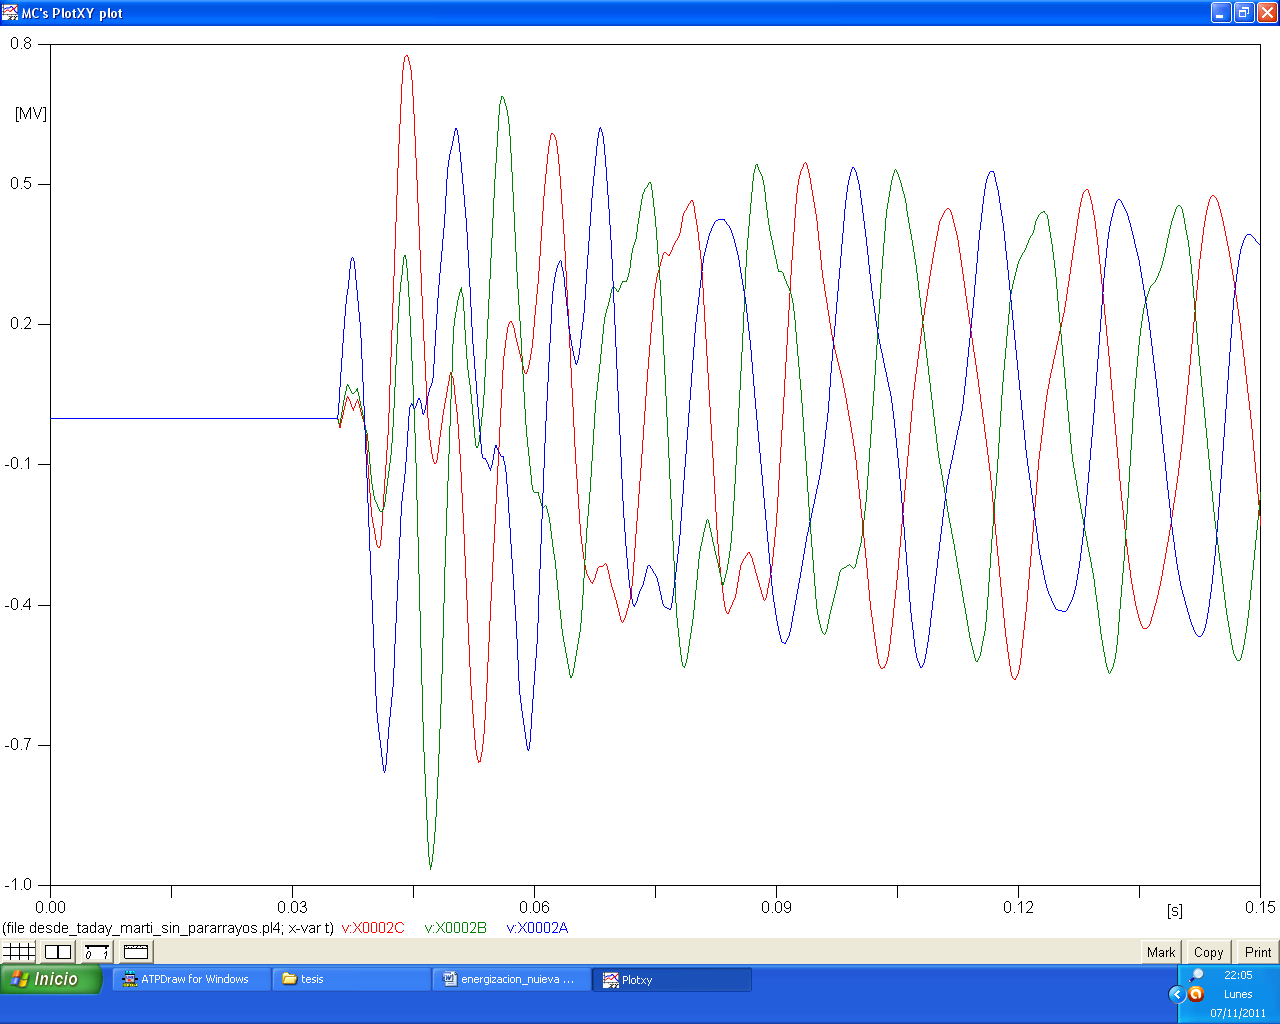 MC's PlotXY plot
0.8
[MV]
0.5
0.2
-0.1
-0.4
-0.7
-1.0
0.00 0.03 0.06 0.09 0.12 [s] 0.15
(file desde_taday_marti_sin_pararrayos.pl4; x-var t) v:X0002C v:X0002B v:X0002A
0 1 Mark Copy Print
Inicio ATPDraw for Windows tesis energizacion_nuieva ... Plotxy
22:05
Lunes
07/11/2011